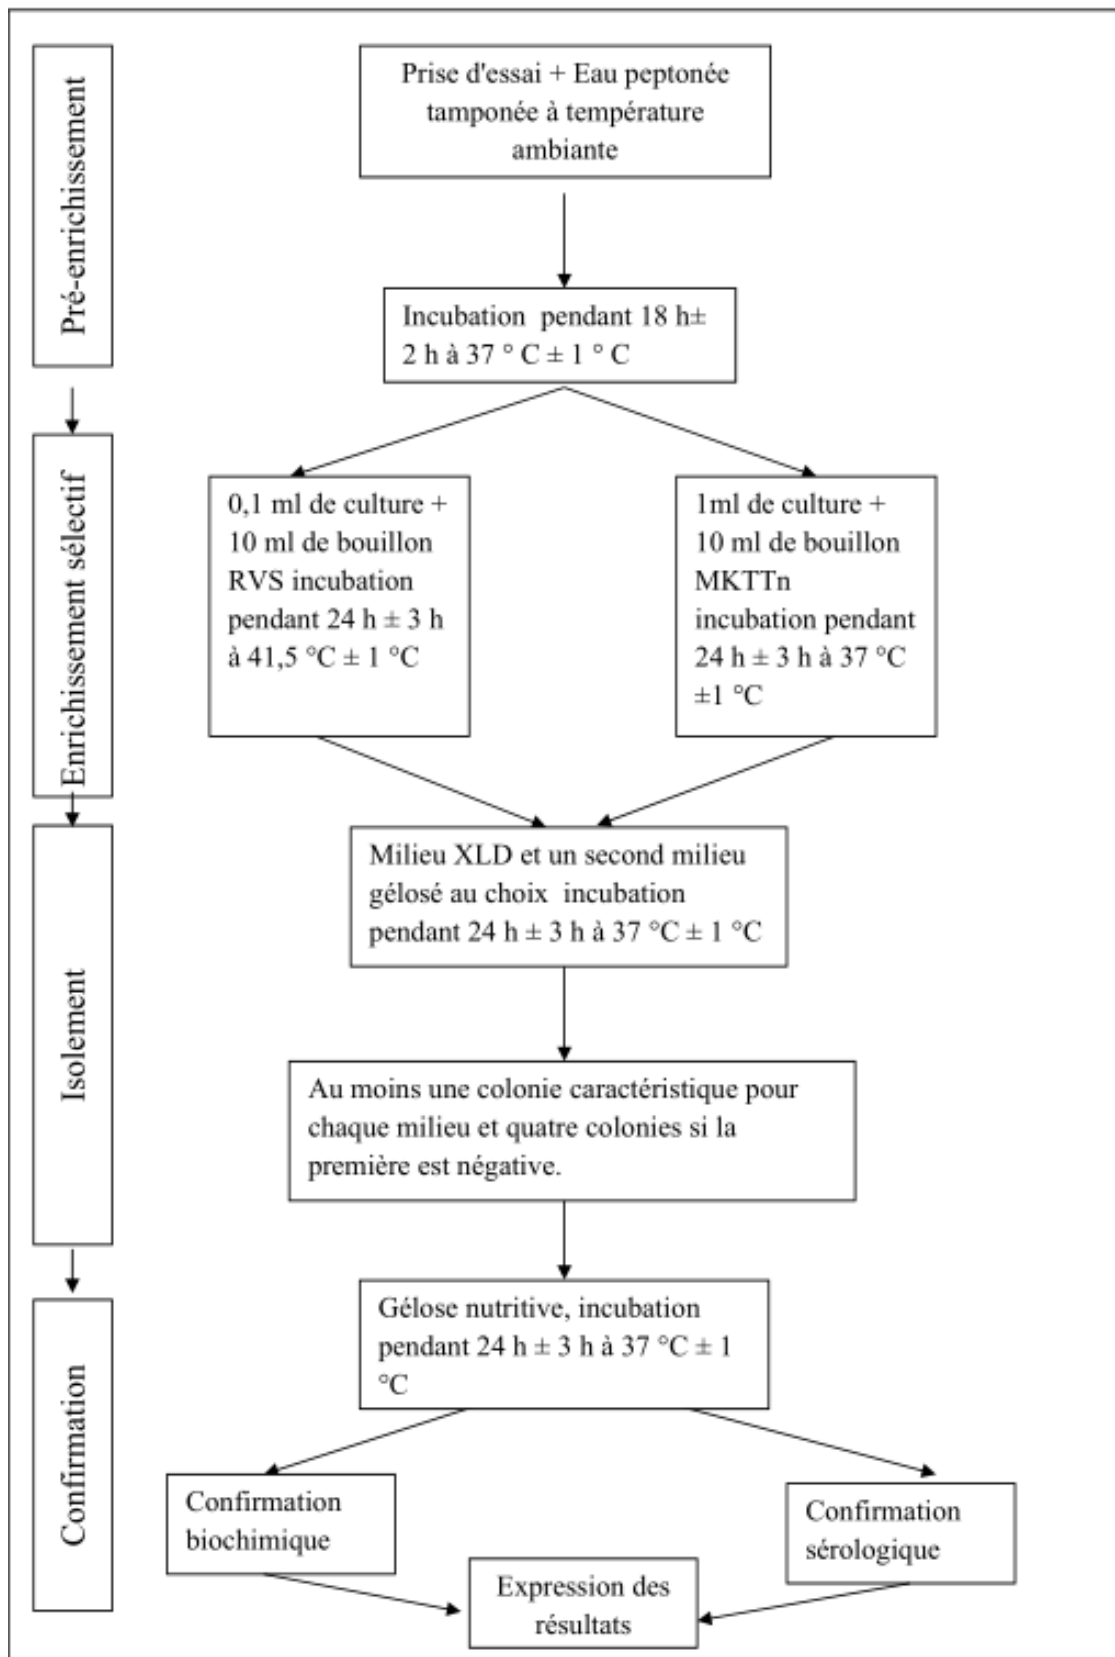 Pré-enrichissement
Prise d'essai + Eau peptonée
tamponée à température
ambiante
Incubation pendant 18 h±
2 h à 37 ° C ± 1 ° C
Enrichissement sélectif
0,1 ml de culture +
10 ml de bouillon
RVS incubation
pendant 24 h ± 3 h
à 41,5 °C ± 1 °C
1ml de culture +
10 ml de bouillon
MKTTn
incubation pendant
24 h ± 3 h à 37 °C
±1 °C
Isolement
Milieu XLD et un second milieu
gélosé au choix incubation
pendant 24 h ± 3 h à 37 °C ± 1 °C
Au moins une colonie caractéristique pour
chaque milieu et quatre colonies si la
première est négative.
Confirmation
Gélose nutritive, incubation
pendant 24 h ± 3 h à 37 °C ± 1
°C
Confirmation
biochimique
Confirmation
sérologique
Expression des
résultats